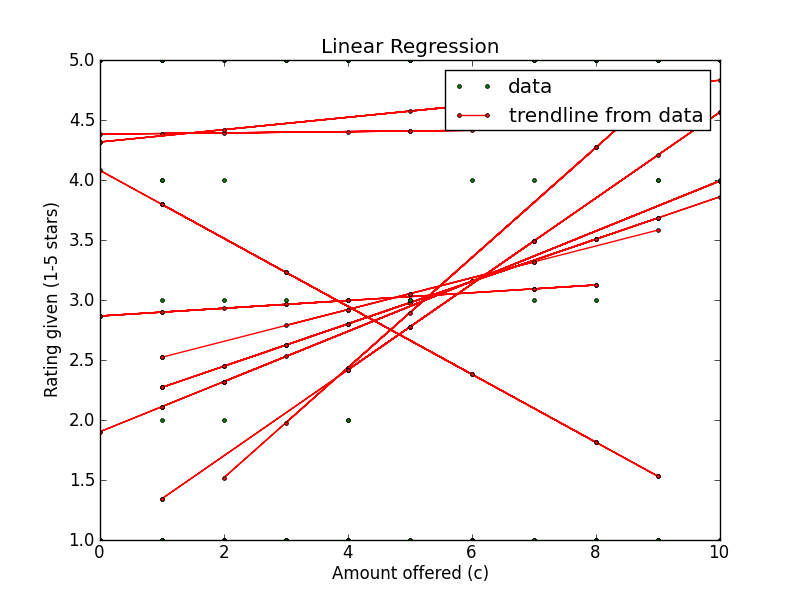 Linear Regression
data
trendline from data
5.0
4.5
4.0
3.5
3.0
2.5
2.0
1.5
1.0
Rating given (1-5 stars)
0 2 4 6 8 10
Amount offered (c)